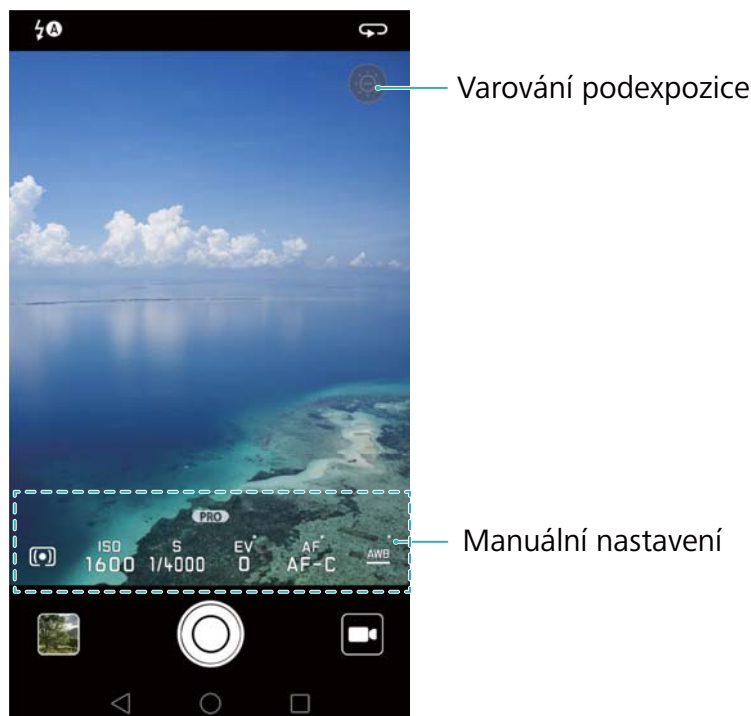 A
Varování podexpozice
PRO
ISO S EV AF AWB
1600 1/4000 0 AF-C
Manuální nastavení